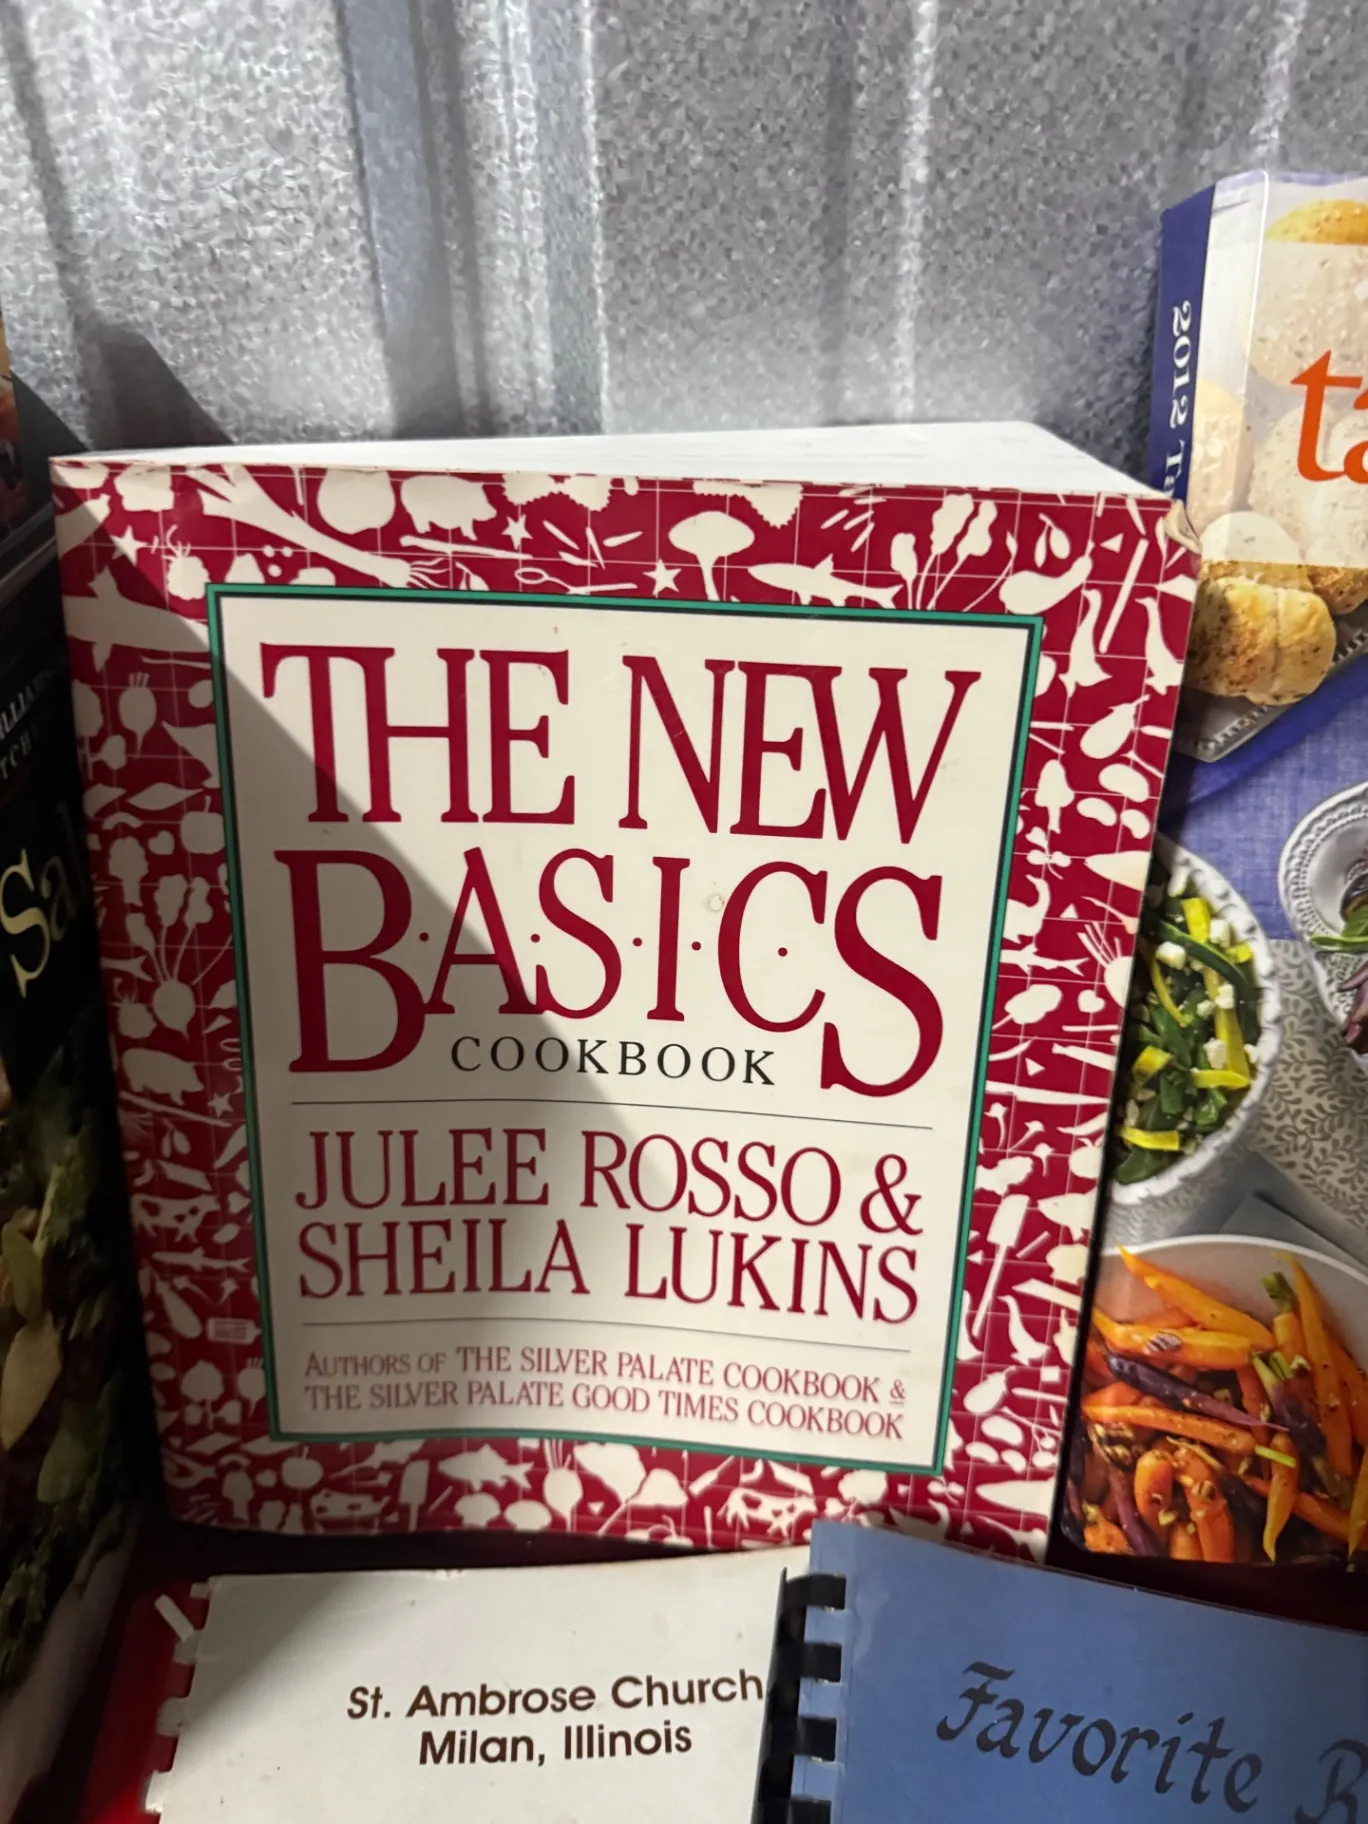 THE NEW
B·A·S·I·C·S
COOKBOOK
JULEE ROSSO &
SHEILA LUKINS
AUTHORS OF THE SILVER PALATE COOKBOOK &
THE SILVER PALATE GOOD TIMES COOKBOOK
2012
St. Ambrose Church
Milan, Illinois
Favorite